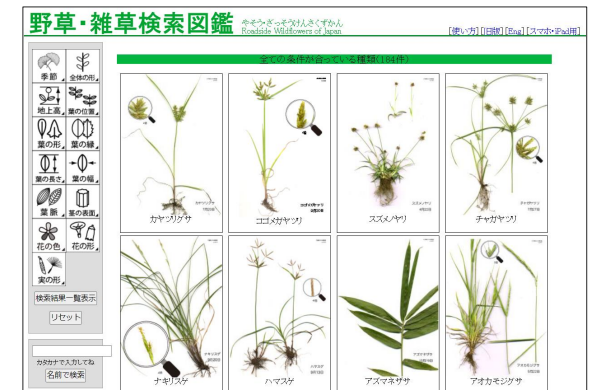 野草・雑草検索図鑑
やそう・ざっそうけんさくずかん
Roadside Wildflowers of Japan
[使い方][旧版][Eng][スマホ・iPad用]
全ての条件が合っている種類(184件)
季節
全体の形
地上高
葉の位置
葉の形
葉の縁
葉の長さ
葉の幅
葉脈
茎の表面
花の色
花の形
実の形
検索結果一覧表示
リセット
カタカナで入力してね
名前で検索
カヤツリグサ
コゴメガヤツリ
スズメノヤリ
チャガヤツリ
ナキリスゲ
ハマスゲ
アズマネザサ
アオカモジグサ